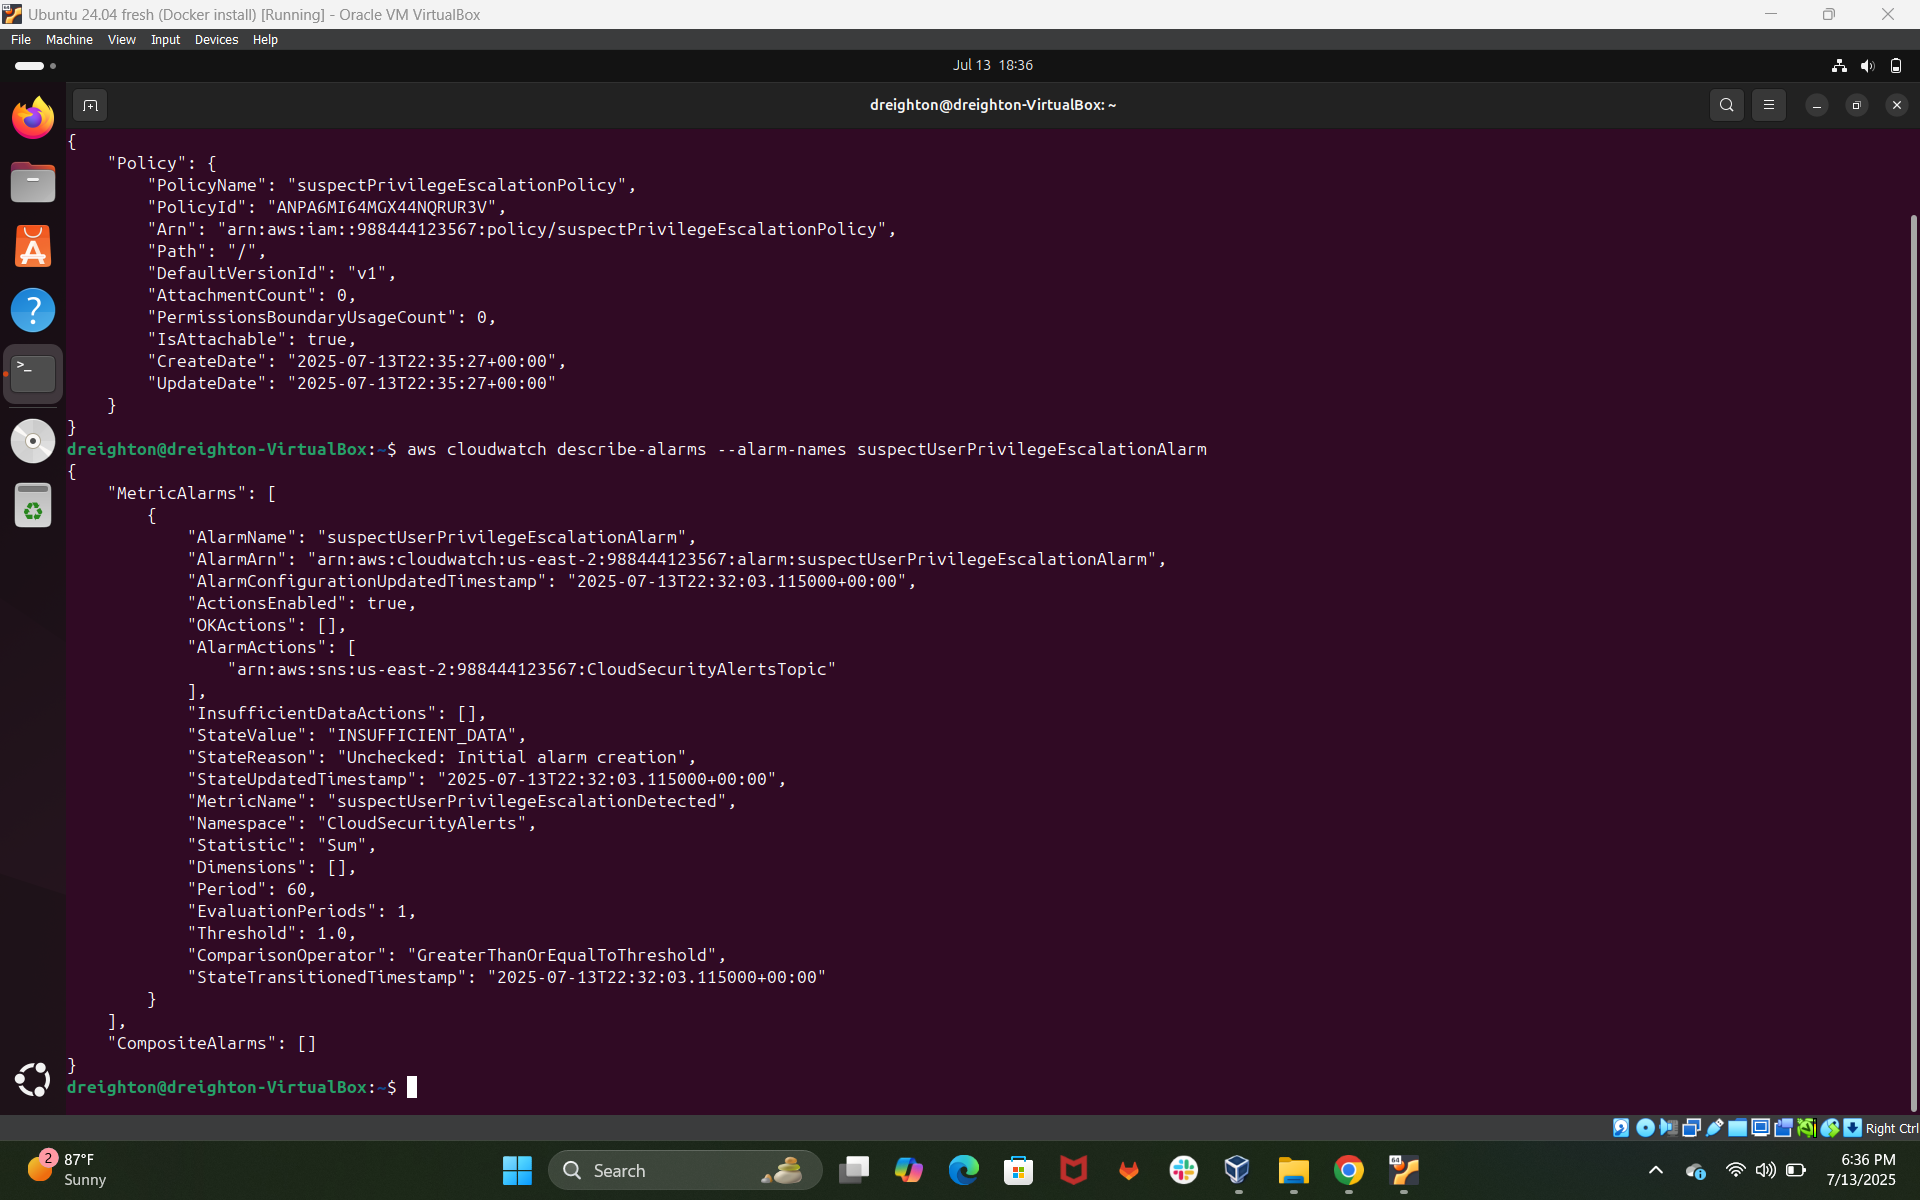 Ubuntu 24.04 fresh (Docker install) [Running] - Oracle VM VirtualBox
File Machine View Input Devices Help
Jul 13 18:36
dreighton@dreighton-VirtualBox: ~
{
    "Policy": {
        "PolicyName": "suspectPrivilegeEscalationPolicy",
        "PolicyId": "ANPA6MI64MGX44NQRUR3V",
        "Arn": "arn:aws:iam::988444123567:policy/suspectPrivilegeEscalationPolicy",
        "Path": "/",
        "DefaultVersionId": "v1",
        "AttachmentCount": 0,
        "PermissionsBoundaryUsageCount": 0,
        "IsAttachable": true,
        "CreateDate": "2025-07-13T22:35:27+00:00",
        "UpdateDate": "2025-07-13T22:35:27+00:00"
    }
}
dreighton@dreighton-VirtualBox:~$ aws cloudwatch describe-alarms --alarm-names suspectUserPrivilegeEscalationAlarm
{
    "MetricAlarms": [
        {
            "AlarmName": "suspectUserPrivilegeEscalationAlarm",
            "AlarmArn": "arn:aws:cloudwatch:us-east-2:988444123567:alarm:suspectUserPrivilegeEscalationAlarm",
            "AlarmConfigurationUpdatedTimestamp": "2025-07-13T22:32:03.115000+00:00",
            "ActionsEnabled": true,
            "OKActions": [],
            "AlarmActions": [
                "arn:aws:sns:us-east-2:988444123567:CloudSecurityAlertsTopic"
            ],
            "InsufficientDataActions": [],
            "StateValue": "INSUFFICIENT_DATA",
            "StateReason": "Unchecked: Initial alarm creation",
            "StateUpdatedTimestamp": "2025-07-13T22:32:03.115000+00:00",
            "MetricName": "suspectUserPrivilegeEscalationDetected",
            "Namespace": "CloudSecurityAlerts",
            "Statistic": "Sum",
            "Dimensions": [],
            "Period": 60,
            "EvaluationPeriods": 1,
            "Threshold": 1.0,
            "ComparisonOperator": "GreaterThanOrEqualToThreshold",
            "StateTransitionedTimestamp": "2025-07-13T22:32:03.115000+00:00"
        }
    ],
    "CompositeAlarms": []
}
dreighton@dreighton-VirtualBox:~$
Right Ctrl
2
87°F
Sunny
Search
64
6:36 PM
7/13/2025